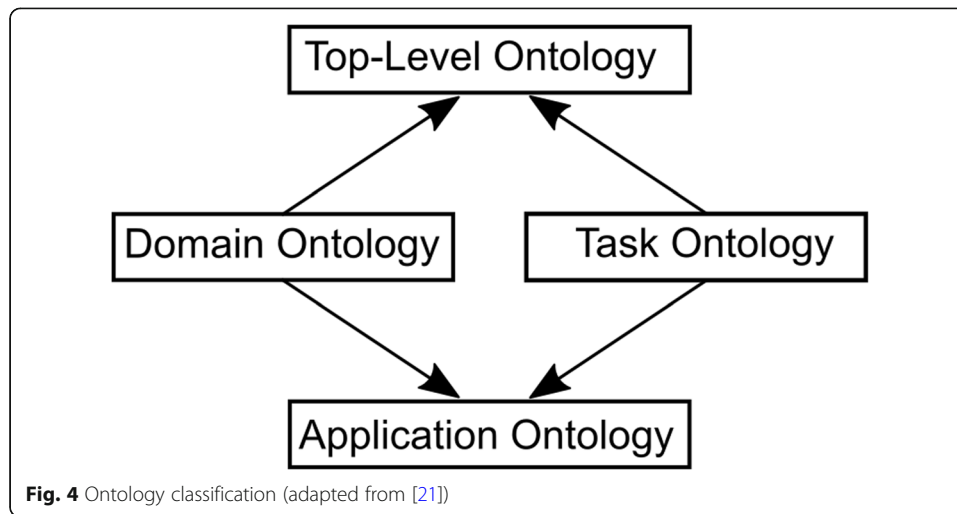 Top-Level Ontology
Domain Ontology
Task Ontology
Application Ontology
Fig. 4 Ontology classification (adapted from [21])